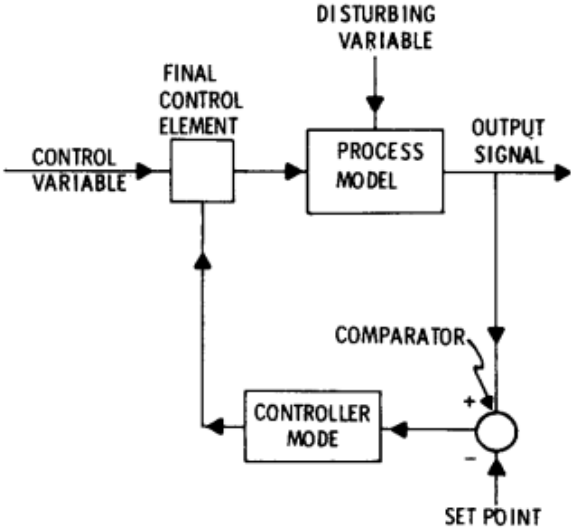 DISTURBING
VARIABLE
FINAL
CONTROL
ELEMENT
CONTROL
VARIABLE
PROCESS
MODEL
OUTPUT
SIGNAL
COMPARATOR
+
CONTROLLER
MODE
-
SET POINT